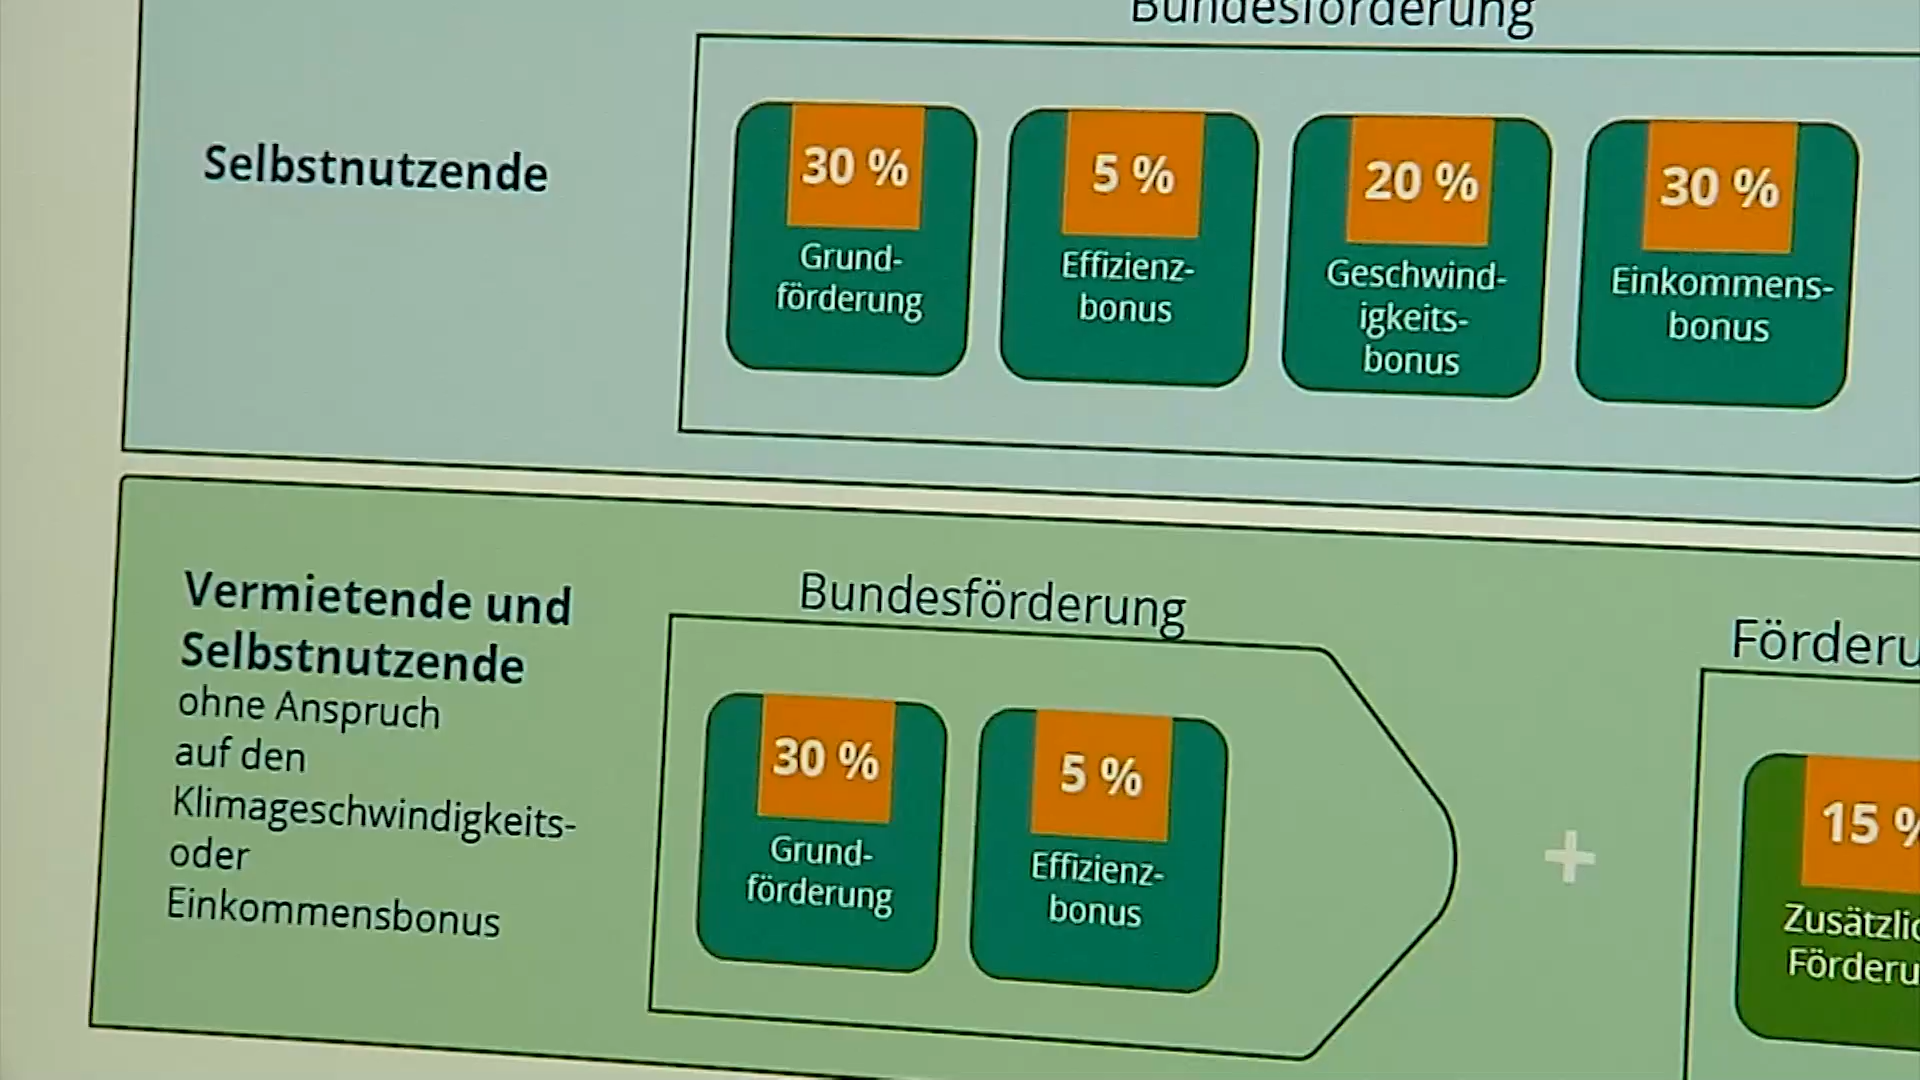 Bundesförderung
Selbstnutzende
30 %
Grund-
förderung
5 %
Effizienz-
bonus
20 %
Geschwind-
igkeits-
bonus
30 %
Einkommens-
bonus
Vermietende und
Selbstnutzende
ohne Anspruch
auf den
Klimageschwindigkeits-
oder
Einkommensbonus
Bundesförderung
30 %
Grund-
förderung
5 %
Effizienz-
bonus
+
15 %